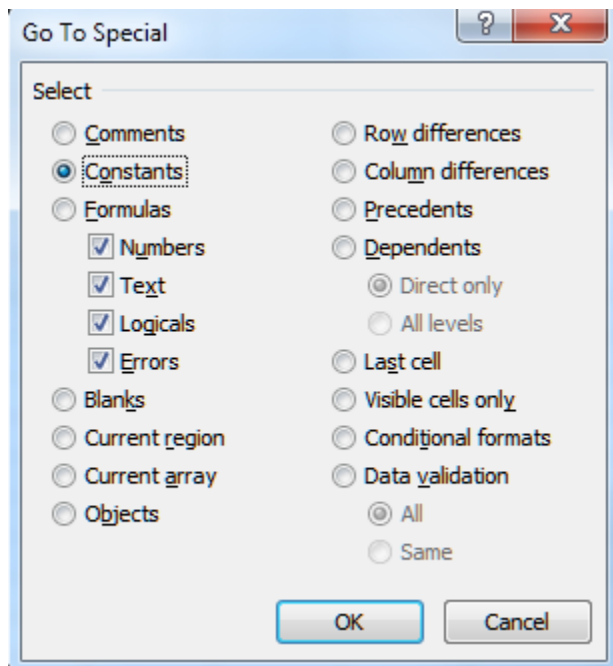 Go To Special
Select
Comments
Constants
Formulas
Numbers
Text
Logicals
Errors
Blanks
Current region
Current array
Objects
Row differences
Column differences
Precedents
Dependents
Direct only
All levels
Last cell
Visible cells only
Conditional formats
Data validation
All
Same
OK
Cancel